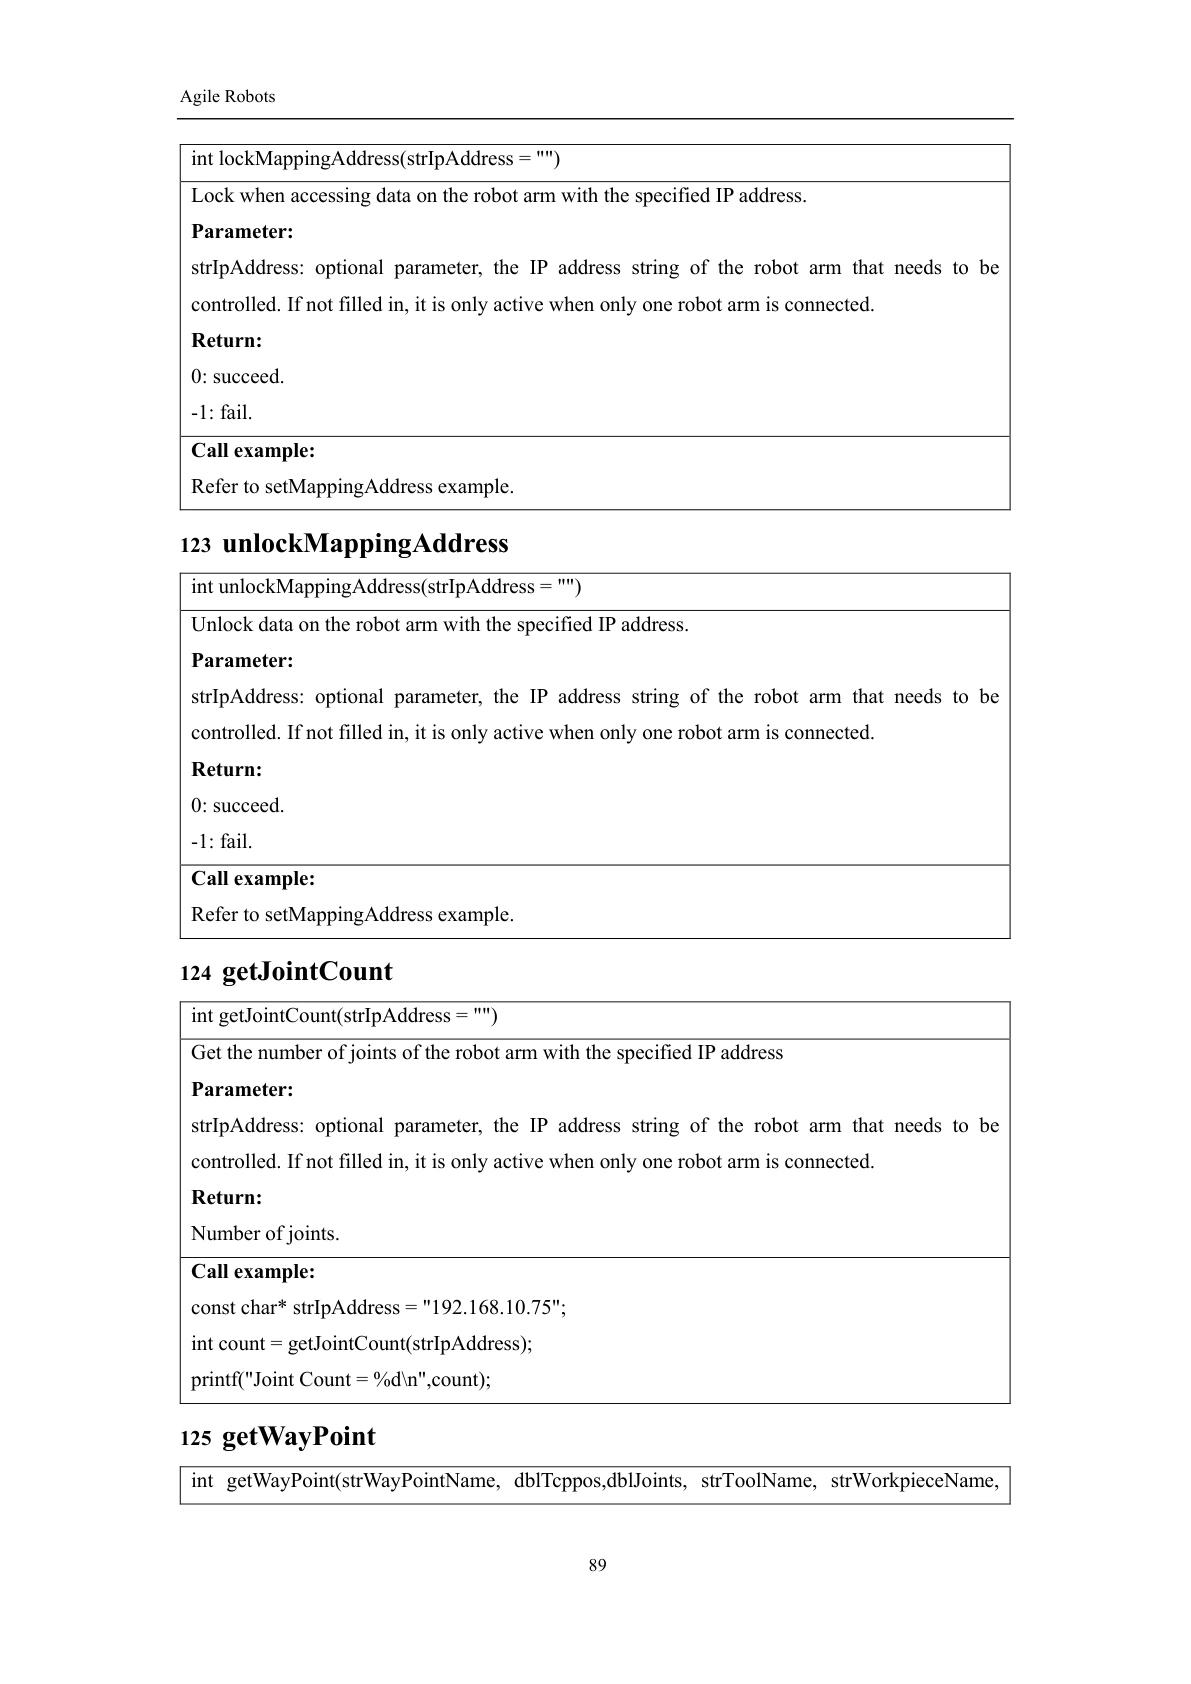 Agile Robots
int lockMappingAddress(strIpAddress = "")
Lock when accessing data on the robot arm with the specified IP address.
Parameter:
strIpAddress: optional parameter, the IP address string of the robot arm that needs to be
controlled. If not filled in, it is only active when only one robot arm is connected.
Return:
0: succeed.
-1: fail.
Call example:
Refer to setMappingAddress example.
123 unlockMappingAddress
int unlockMappingAddress(strIpAddress = "")
Unlock data on the robot arm with the specified IP address.
Parameter:
strIpAddress: optional parameter, the IP address string of the robot arm that needs to be
controlled. If not filled in, it is only active when only one robot arm is connected.
Return:
0: succeed.
-1: fail.
Call example:
Refer to setMappingAddress example.
124 getJointCount
int getJointCount(strIpAddress = "")
Get the number of joints of the robot arm with the specified IP address
Parameter:
strIpAddress: optional parameter, the IP address string of the robot arm that needs to be
controlled. If not filled in, it is only active when only one robot arm is connected.
Return:
Number of joints.
Call example:
const char* strIpAddress = "192.168.10.75";
int count = getJointCount(strIpAddress);
printf("Joint Count = %d\n",count);
125 getWayPoint
int getWayPoint(strWayPointName, dblTcppos,dblJoints, strToolName, strWorkpieceName,
89